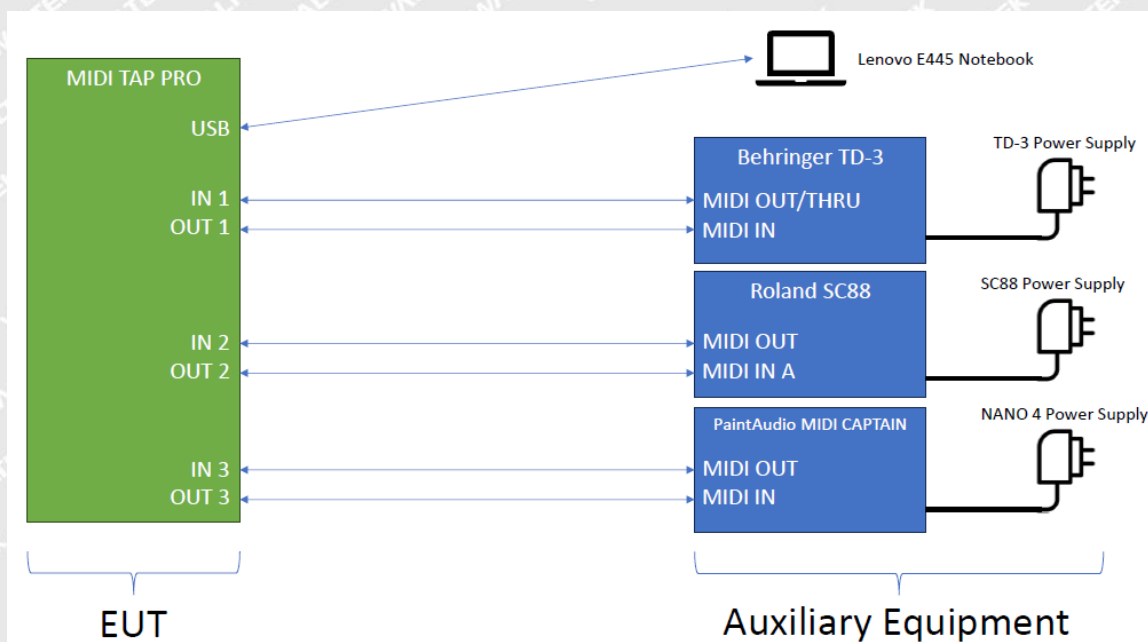 MIDI TAP PRO
USB
IN 1
OUT 1
IN 2
OUT 2
IN 3
OUT 3
EUT
Lenovo E445 Notebook
Behringer TD-3
MIDI OUT/THRU
MIDI IN
TD-3 Power Supply
Roland SC88
MIDI OUT
MIDI IN A
SC88 Power Supply
PaintAudio MIDI CAPTAIN
MIDI OUT
MIDI IN
NANO 4 Power Supply
Auxiliary Equipment